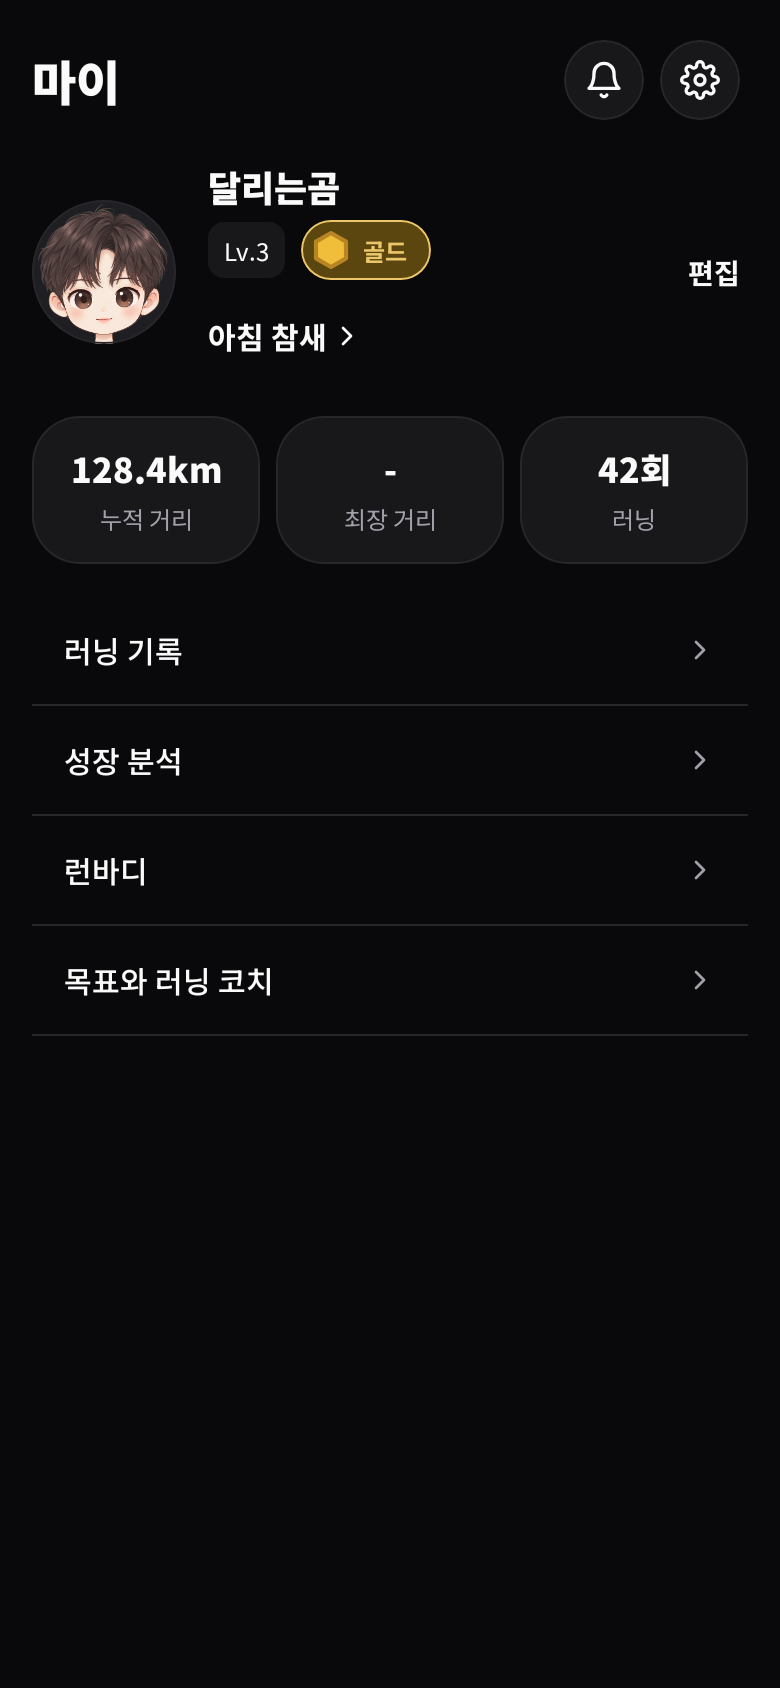 마이
달리는곰
Lv.3 골드
편집
아침 참새
128.4km - 42회
누적 거리 최장 거리 러닝
러닝 기록
성장 분석
런바디
목표와 러닝 코치